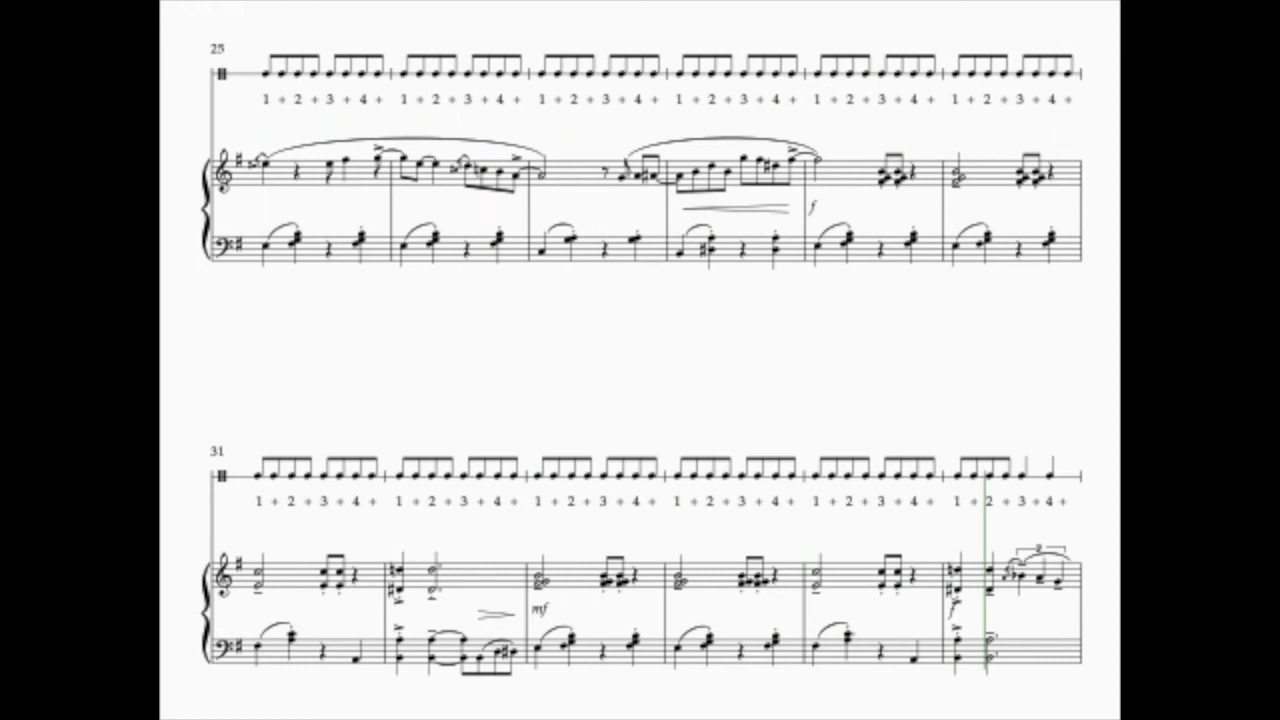 25
1 + 2 + 3 + 4 + 1 + 2 + 3 + 4 + 1 + 2 + 3 + 4 + 1 + 2 + 3 + 4 + 1 + 2 + 3 + 4 + 1 + 2 + 3 + 4 +
f
31
1 + 2 + 3 + 4 + 1 + 2 + 3 + 4 + 1 + 2 + 3 + 4 + 1 + 2 + 3 + 4 + 1 + 2 + 3 + 4 + 1 + 2 + 3 + 4 +
3
mf f